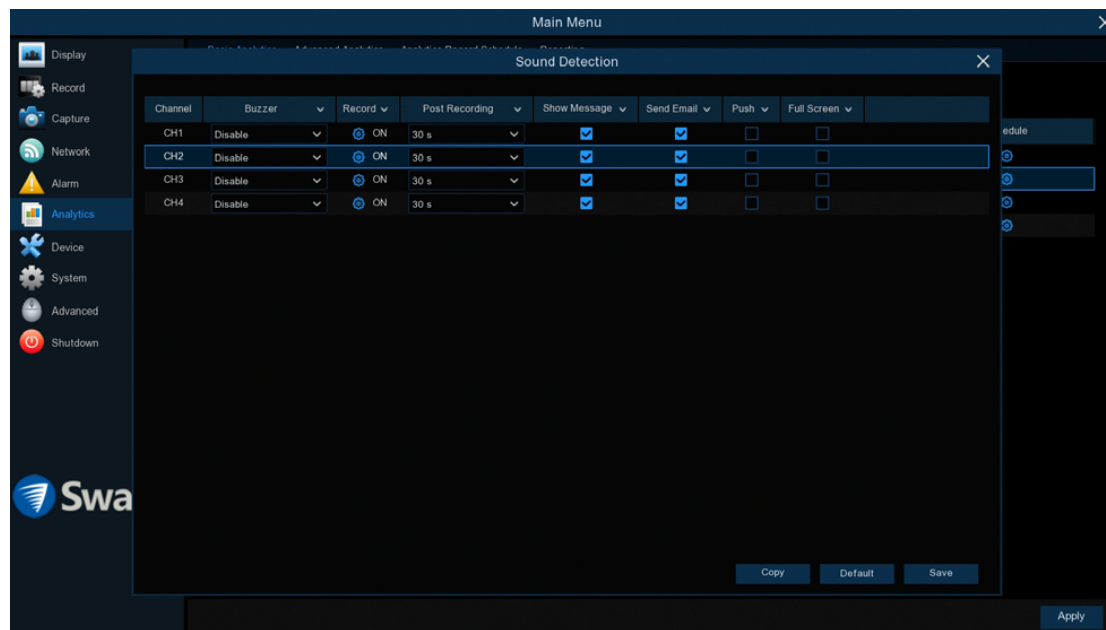 Main Menu
Display
Record
Capture
Network
Alarm
Analytics
Device
System
Advanced
Shutdown
Swa
Sound Detection
Channel Buzzer Record Post Recording Show Message Send Email Push Full Screen
CH1 Disable ON 30 s
CH2 Disable ON 30 s
CH3 Disable ON 30 s
CH4 Disable ON 30 s
edule
Copy Default Save
Apply